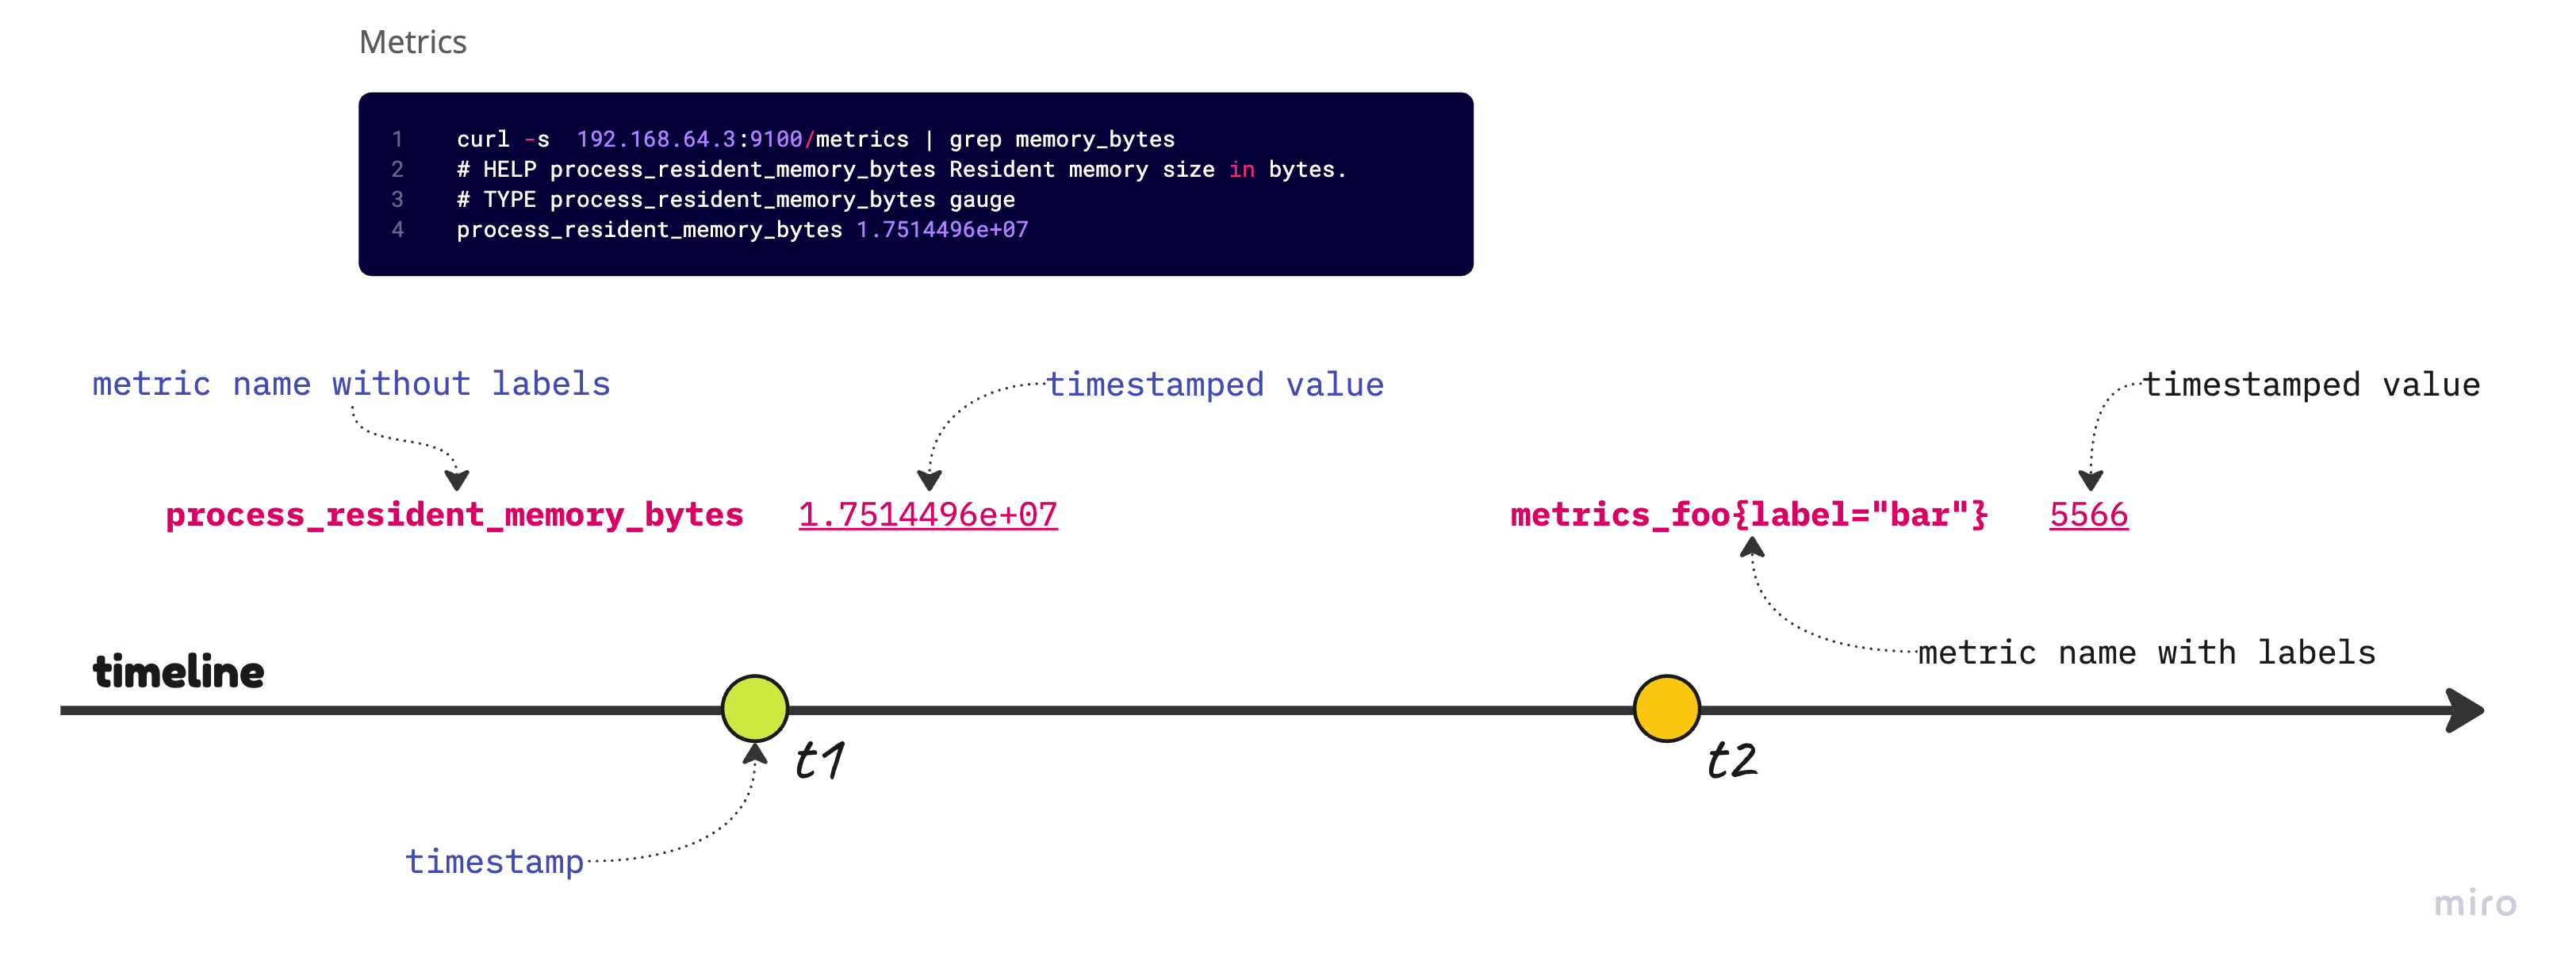 Metrics
1 curl -s  192.168.64.3:9100/metrics | grep memory_bytes
2 # HELP process_resident_memory_bytes Resident memory size in bytes.
3 # TYPE process_resident_memory_bytes gauge
4 process_resident_memory_bytes 1.7514496e+07
metric name without labels
timestamped value
timestamped value
process_resident_memory_bytes 1.7514496e+07
metrics_foo{label="bar"} 5566
metric name with labels
timeline
t1
t2
timestamp
miro